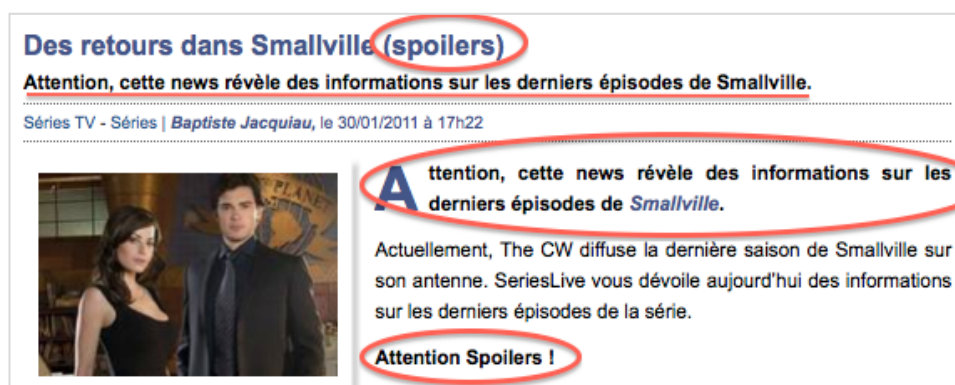 Des retours dans Smallville (spoilers)
Attention, cette news révèle des informations sur les derniers épisodes de Smallville.
Séries TV - Séries | Baptiste Jacquiau, le 30/01/2011 à 17h22
PLANET
Attention, cette news révèle des informations sur les
derniers épisodes de Smallville.
Actuellement, The CW diffuse la dernière saison de Smallville sur
son antenne. SeriesLive vous dévoile aujourd'hui des informations
sur les derniers épisodes de la série.
Attention Spoilers !